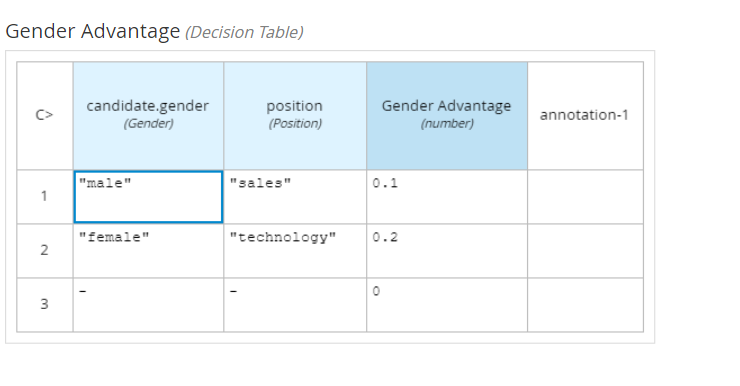 Gender Advantage (Decision Table)
C> candidate.gender position Gender Advantage annotation-1
(Gender) (Position) (number)
1 "male" "sales" 0.1
2 "female" "technology" 0.2
3 - - 0